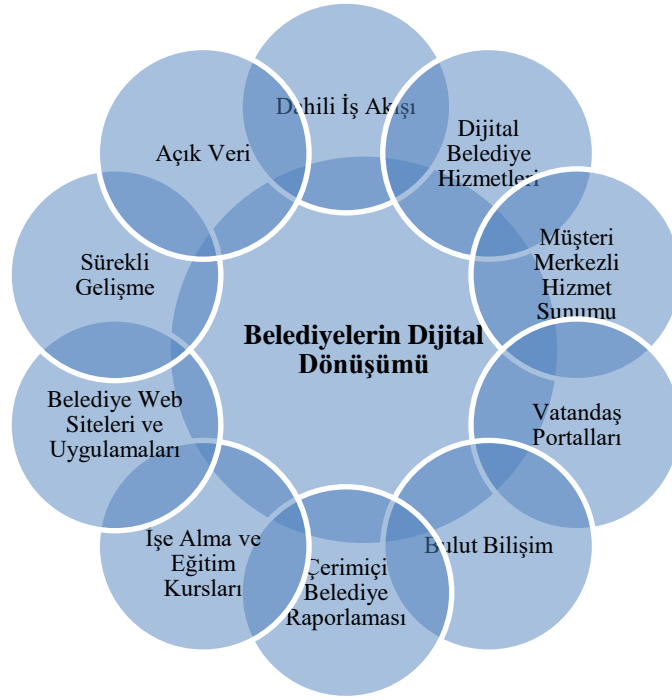 Dahili İş Akışı
Dijital
Belediye
Hizmetleri
Müşteri
Merkezli
Hizmet
Sunumu
Vatandaş
Portalları
Bulut Bilişim
Çerimiçi
Belediye
Raporlaması
İşe Alma ve
Eğitim
Kursları
Belediye Web
Siteleri ve
Uygulamaları
Sürekli
Gelişme
Açık Veri
Belediyelerin Dijital
Dönüşümü